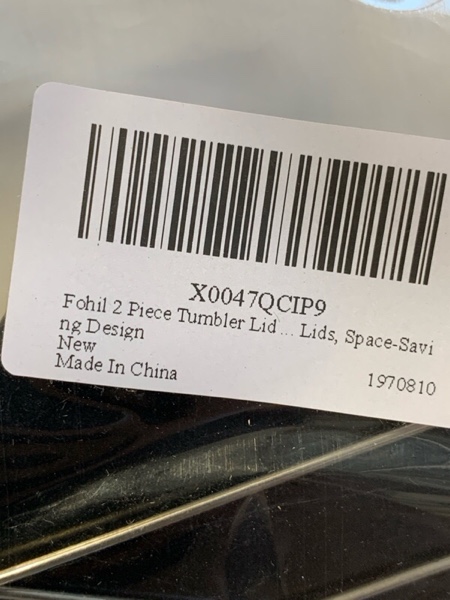 X0047QCIP9
Fohil 2 Piece Tumbler Lid ... Lids, Space-Savi
ng Design
New
Made In China
1970810